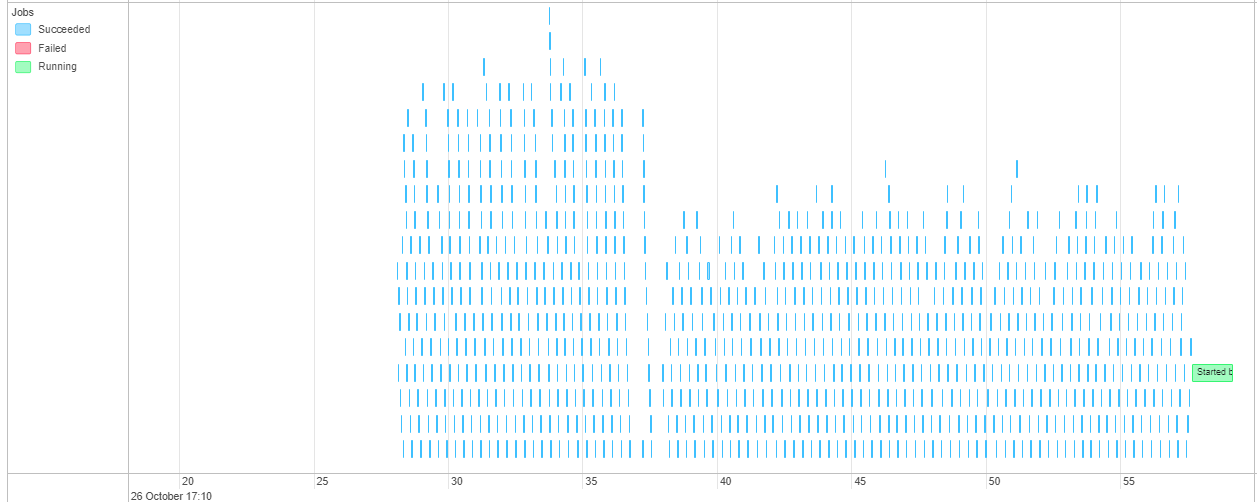 Jobs
Succeeded
Failed
Running
Started b
20 25 30 35 40 45 50 55
26 October 17:10